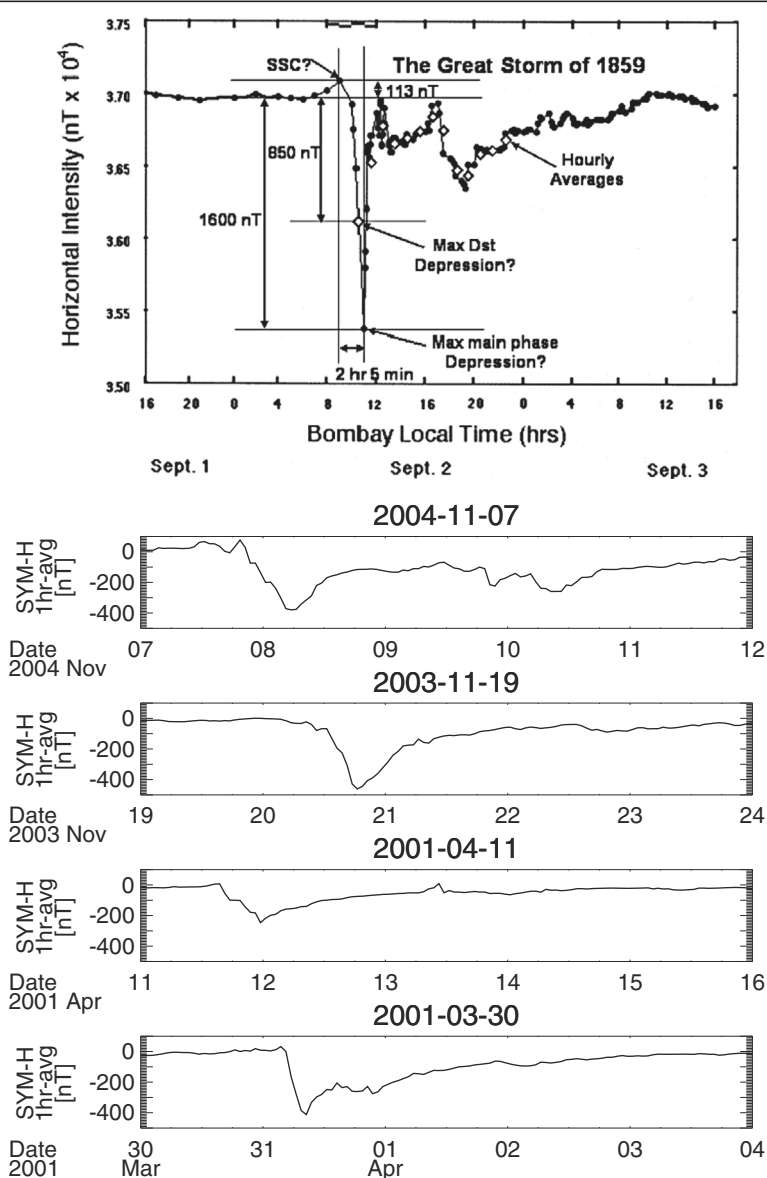 The Great Storm of 1859
SSC?
113 nT
850 nT
1600 nT
Hourly
Averages
Max Dst
Depression?
Max main phase
Depression?
2 hr 5 min
Horizontal Intensity (nT x 10⁴)
3.75
3.70
3.65
3.60
3.55
3.50
16 20 0 4 8 12 16 20 0 4 8 12 16
Bombay Local Time (hrs)
Sept. 1 Sept. 2 Sept. 3
2004-11-07
SYM-H
1hr-avg
[nT]
0
-200
-400
Date 07 08 09 10 11 12
2004 Nov
2003-11-19
SYM-H
1hr-avg
[nT]
0
-200
-400
Date 19 20 21 22 23 24
2003 Nov
2001-04-11
SYM-H
1hr-avg
[nT]
0
-200
-400
Date 11 12 13 14 15 16
2001 Apr
2001-03-30
SYM-H
1hr-avg
[nT]
0
-200
-400
Date 30 31 01 02 03 04
2001 Mar Apr